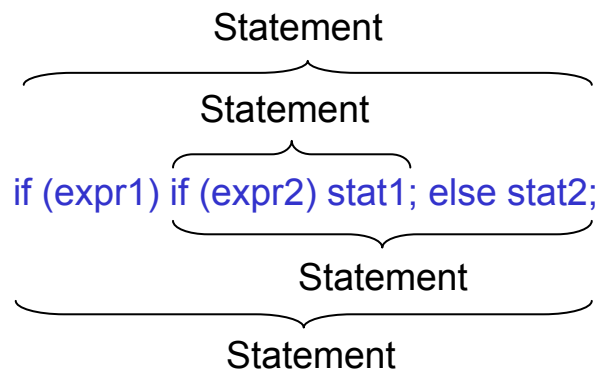 Statement
Statement
if (expr1) if (expr2) stat1; else stat2;
Statement
Statement